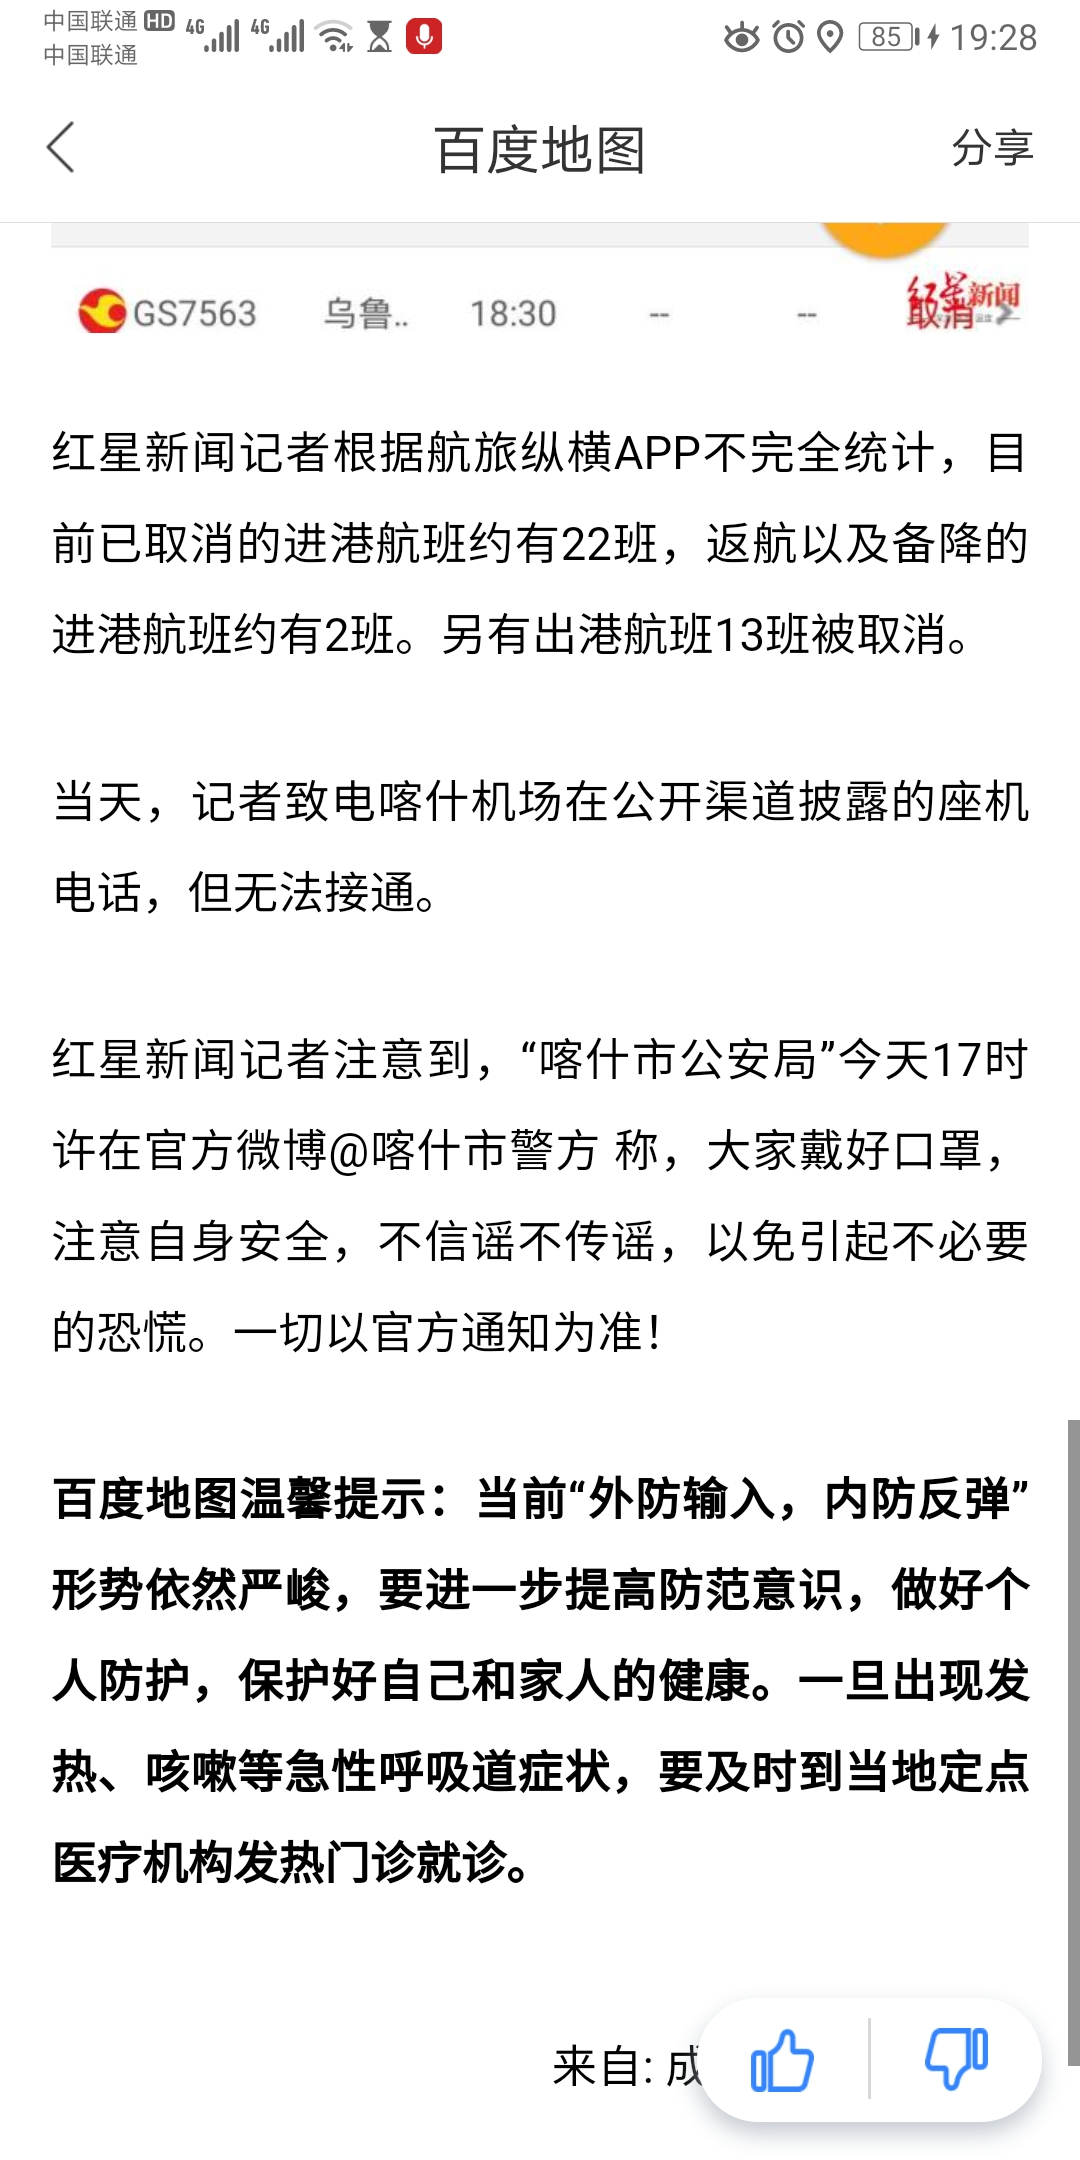 中国联通 HD 4G 4G 85 19:28
中国联通
百度地图 分享
GS7563 乌鲁.. 18:30 -- -- 取消
红星新闻
红星新闻记者根据航旅纵横APP不完全统计，目
前已取消的进港航班约有22班，返航以及备降的
进港航班约有2班。另有出港航班13班被取消。
当天，记者致电喀什机场在公开渠道披露的座机
电话，但无法接通。
红星新闻记者注意到，“喀什市公安局”今天17时
许在官方微博@喀什市警方 称，大家戴好口罩，
注意自身安全，不信谣不传谣，以免引起不必要
的恐慌。一切以官方通知为准！
百度地图温馨提示：当前“外防输入，内防反弹”
形势依然严峻，要进一步提高防范意识，做好个
人防护，保护好自己和家人的健康。一旦出现发
热、咳嗽等急性呼吸道症状，要及时到当地定点
医疗机构发热门诊就诊。
来自: 成